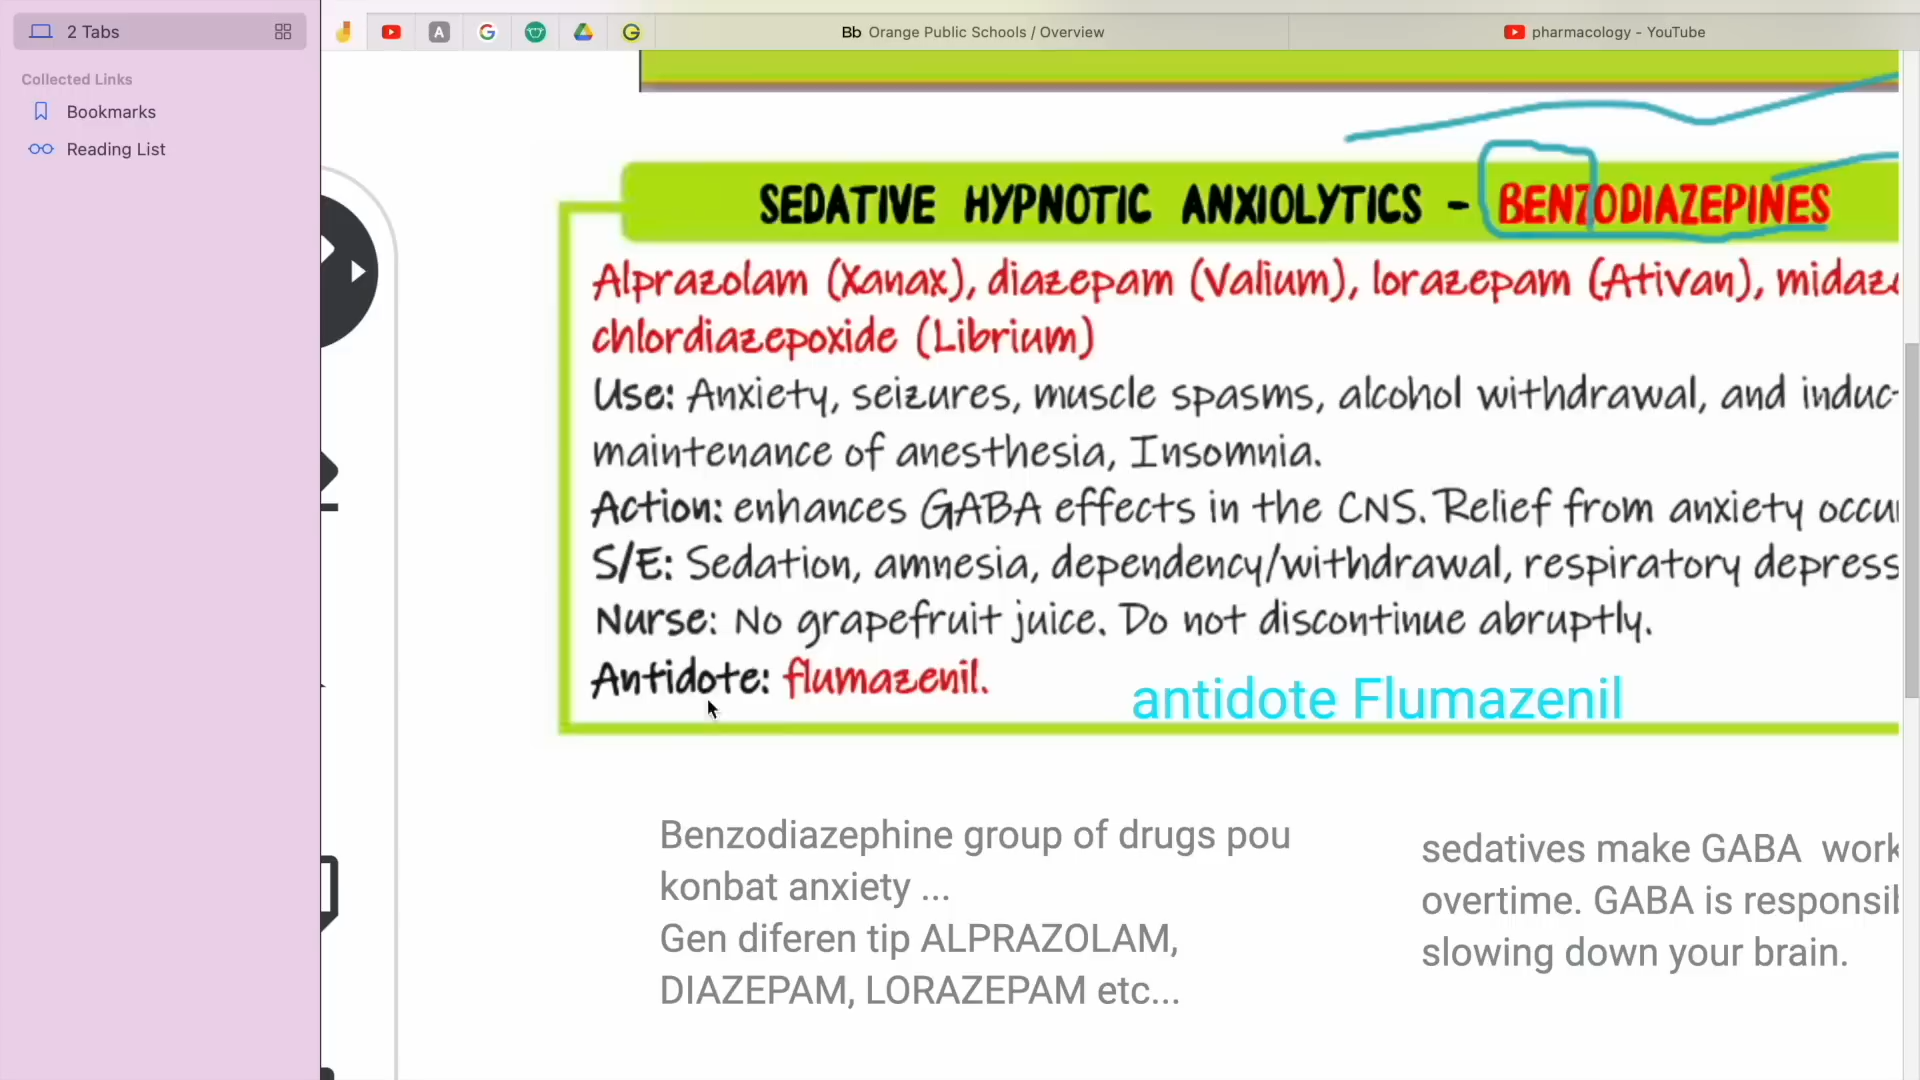 2 Tabs
Collected Links
Bookmarks
Reading List
A
Bb Orange Public Schools / Overview
pharmacology - YouTube
SEDATIVE HYPNOTIC ANXIOLYTICS - BENZODIAZEPINES
Alprazolam (Xanax), diazepam (Valium), lorazepam (Ativan),
chlordiazepoxide (Librium)
Use: Anxiety, seizures, muscle spasms, alcohol withdrawal, and induc-
maintenance of anesthesia, Insomnia.
Action: enhances GABA effects in the CNS. Relief from anxiety
S/E: Sedation, amnesia, dependency/withdrawal, respiratory depress
Nurse: No grapefruit juice. Do not discontinue abruptly.
Antidote: flumazenil.
antidote Flumazenil
Benzodiazephine group of drugs pou
konbat anxiety ...
Gen diferen tip ALPRAZOLAM,
DIAZEPAM, LORAZEPAM etc...
sedatives make GABA work
overtime. GABA is responsib
slowing down your brain.